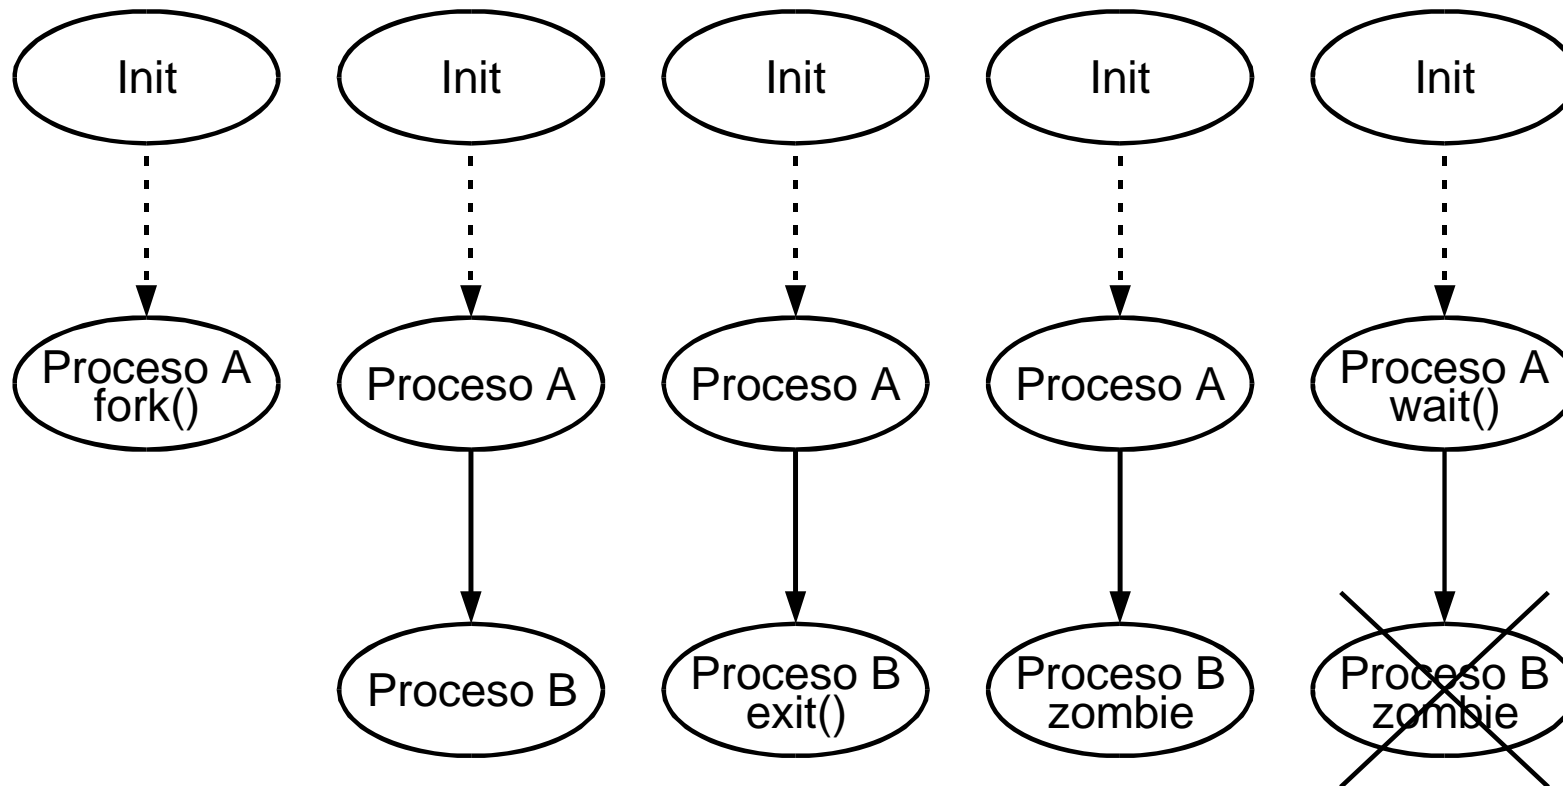 Init
Init
Init
Init
Init
Proceso A
fork()
Proceso A
Proceso A
Proceso A
Proceso A
wait()
Proceso B
Proceso B
exit()
Proceso B
zombie
Proceso B
zombie